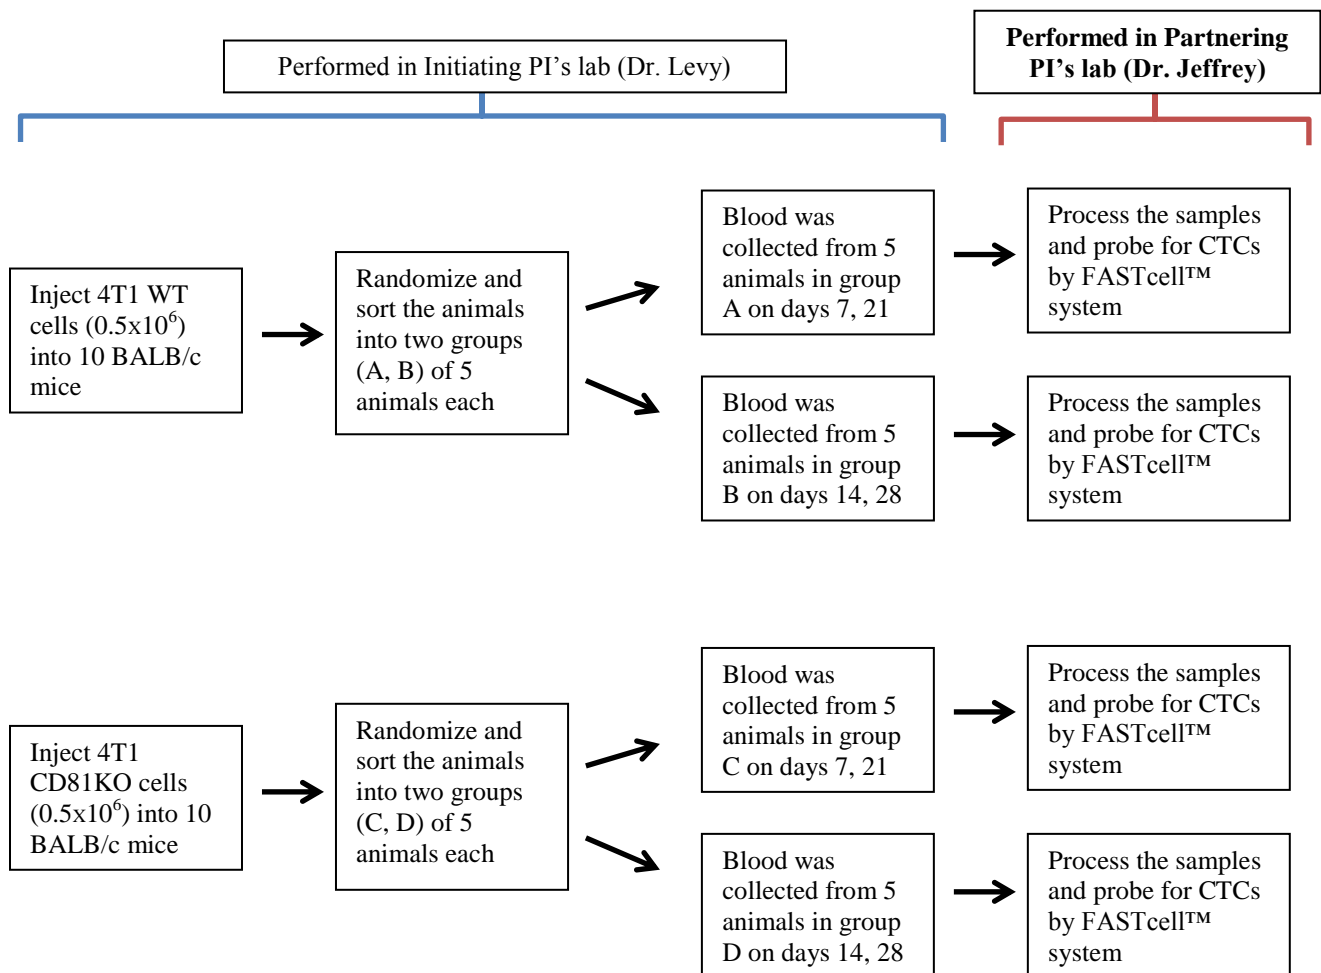 Performed in Initiating PI’s lab (Dr. Levy)
Performed in Partnering
PI’s lab (Dr. Jeffrey)
Inject 4T1 WT
cells (0.5x10⁶)
into 10 BALB/c
mice
Randomize and
sort the animals
into two groups
(A, B) of 5
animals each
Blood was
collected from 5
animals in group
A on days 7, 21
Process the samples
and probe for CTCs
by FASTcell™
system
Blood was
collected from 5
animals in group
B on days 14, 28
Process the samples
and probe for CTCs
by FASTcell™
system
Inject 4T1
CD81KO cells
(0.5x10⁶) into 10
BALB/c mice
Randomize and
sort the animals
into two groups
(C, D) of 5
animals each
Blood was
collected from 5
animals in group
C on days 7, 21
Process the samples
and probe for CTCs
by FASTcell™
system
Blood was
collected from 5
animals in group
D on days 14, 28
Process the samples
and probe for CTCs
by FASTcell™
system